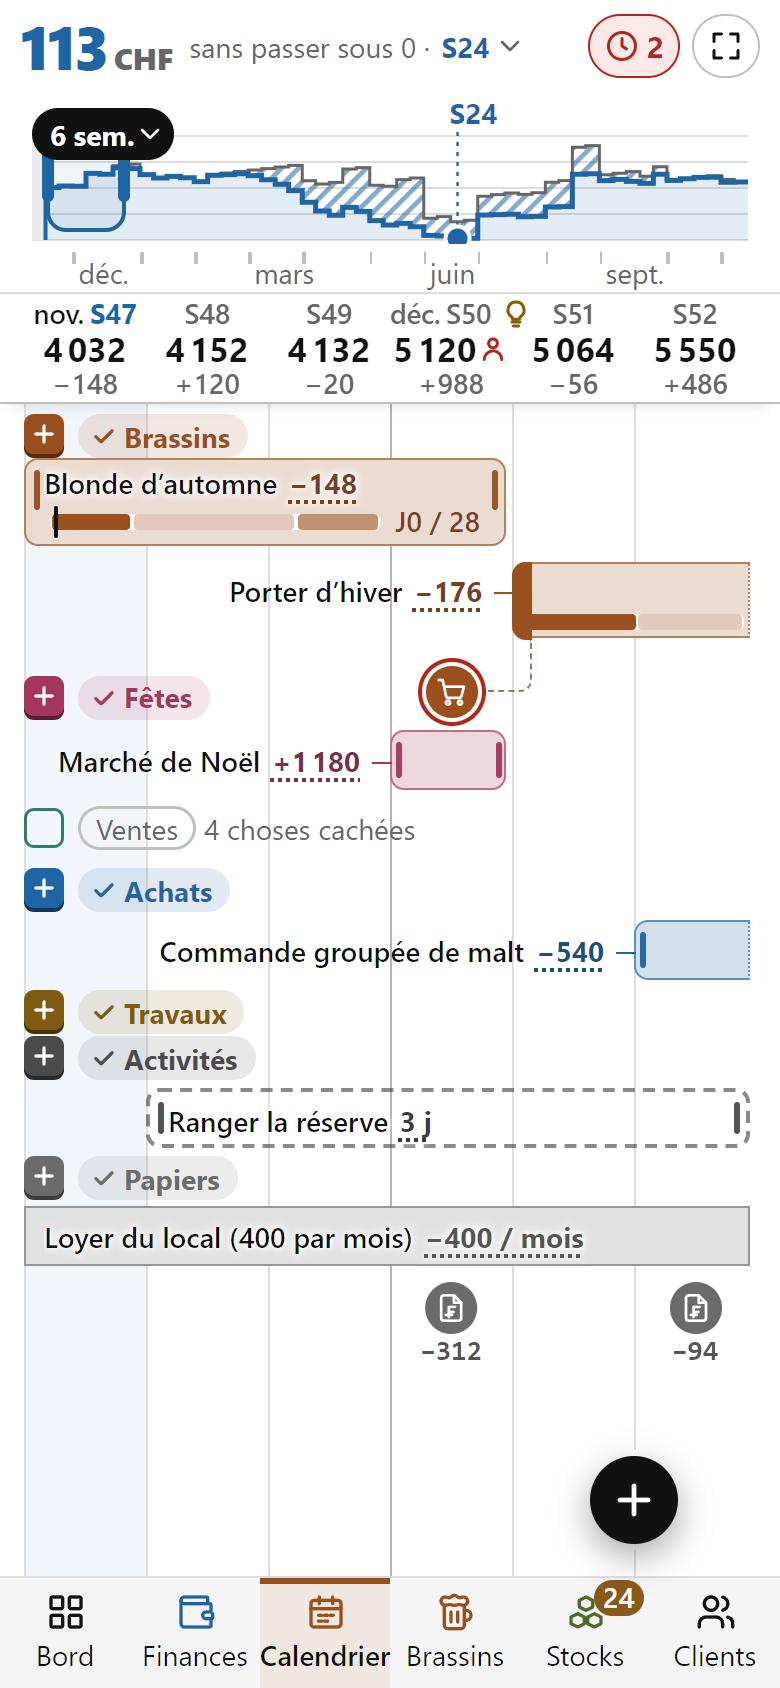 113 CHF sans passer sous 0 · S24
2
S24
6 sem.
déc. mars juin sept.
nov. S47 S48 S49 déc. S50 S51 S52
4 032 4 152 4 132 5 120 5 064 5 550
−148 +120 −20 +988 −56 +486
Brassins
Blonde d’automne −148
J0 / 28
Porter d’hiver −176
Fêtes
Marché de Noël +1 180
Ventes 4 choses cachées
Achats
Commande groupée de malt −540
Travaux
Activités
Ranger la réserve 3 j
Papiers
Loyer du local (400 par mois) −400 / mois
−312 −94
24
Bord Finances Calendrier Brassins Stocks Clients